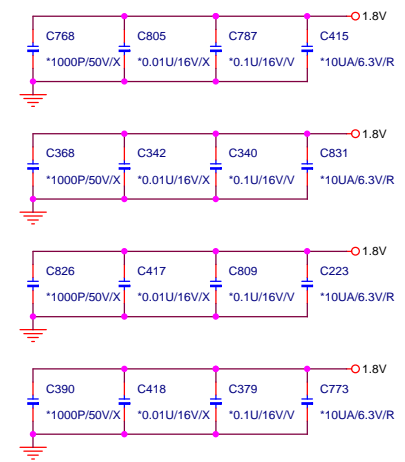 1.8V
C768 C805 C787 C415
*1000P/50V/X *0.01U/16V/X *0.1U/16V/V *10UA/6.3V/R
1.8V
C368 C342 C340 C831
*1000P/50V/X *0.01U/16V/X *0.1U/16V/V *10UA/6.3V/R
1.8V
C826 C417 C809 C223
*1000P/50V/X *0.01U/16V/X *0.1U/16V/V *10UA/6.3V/R
1.8V
C390 C418 C379 C773
*1000P/50V/X *0.01U/16V/X *0.1U/16V/V *10UA/6.3V/R